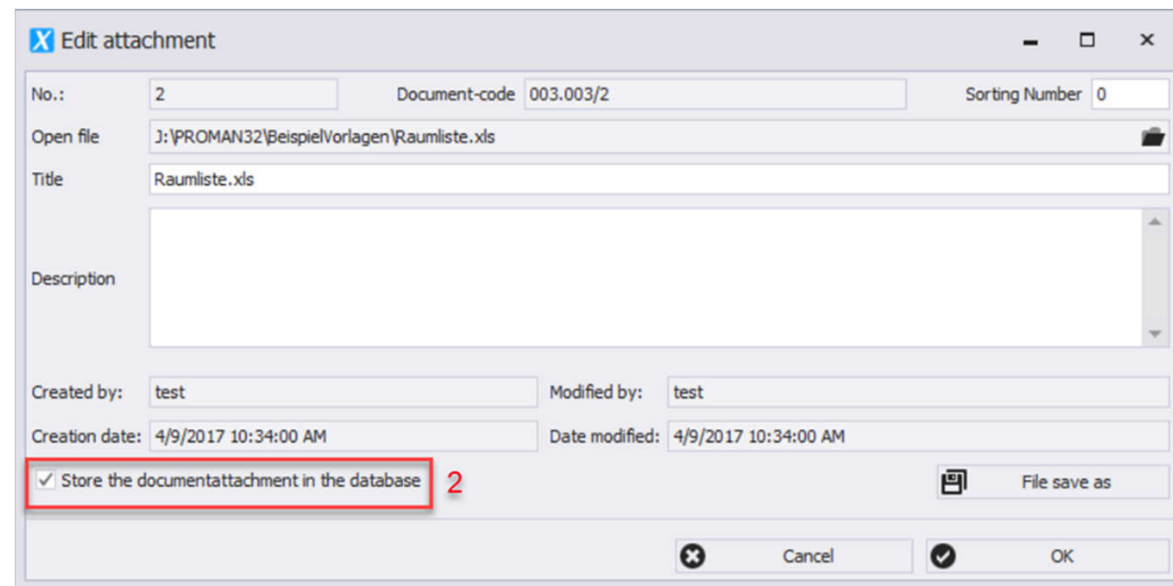 X Edit attachment
No.: 2 Document-code 003.003/2 Sorting Number 0
Open file J:\PROMAN32\BeispielVorlagen\Raumliste.xls
Title Raumliste.xls
Description
Created by: test Modified by: test
Creation date: 4/9/2017 10:34:00 AM Date modified: 4/9/2017 10:34:00 AM
Store the documentattachment in the database 2 File save as
Cancel OK